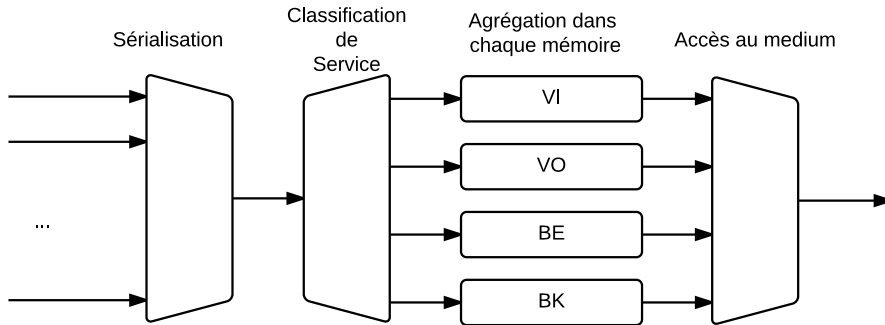 Sérialisation
Classification
de
Service
Agrégation dans
chaque mémoire
Accès au medium
VI
VO
BE
BK
...